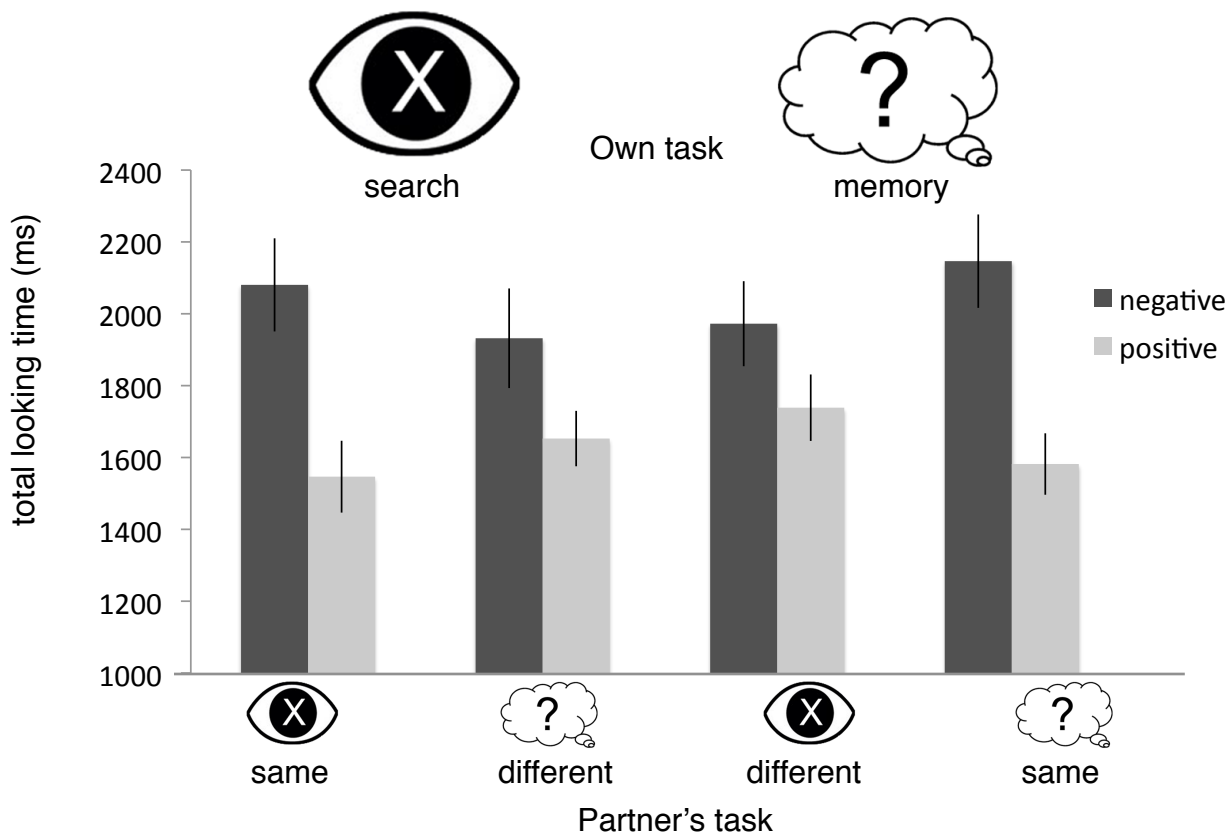 X
?
Own task
search
memory
total looking time (ms)
2400
2200
2000
1800
1600
1400
1200
1000
negative
positive
X
?
X
?
same
different
different
same
Partner's task